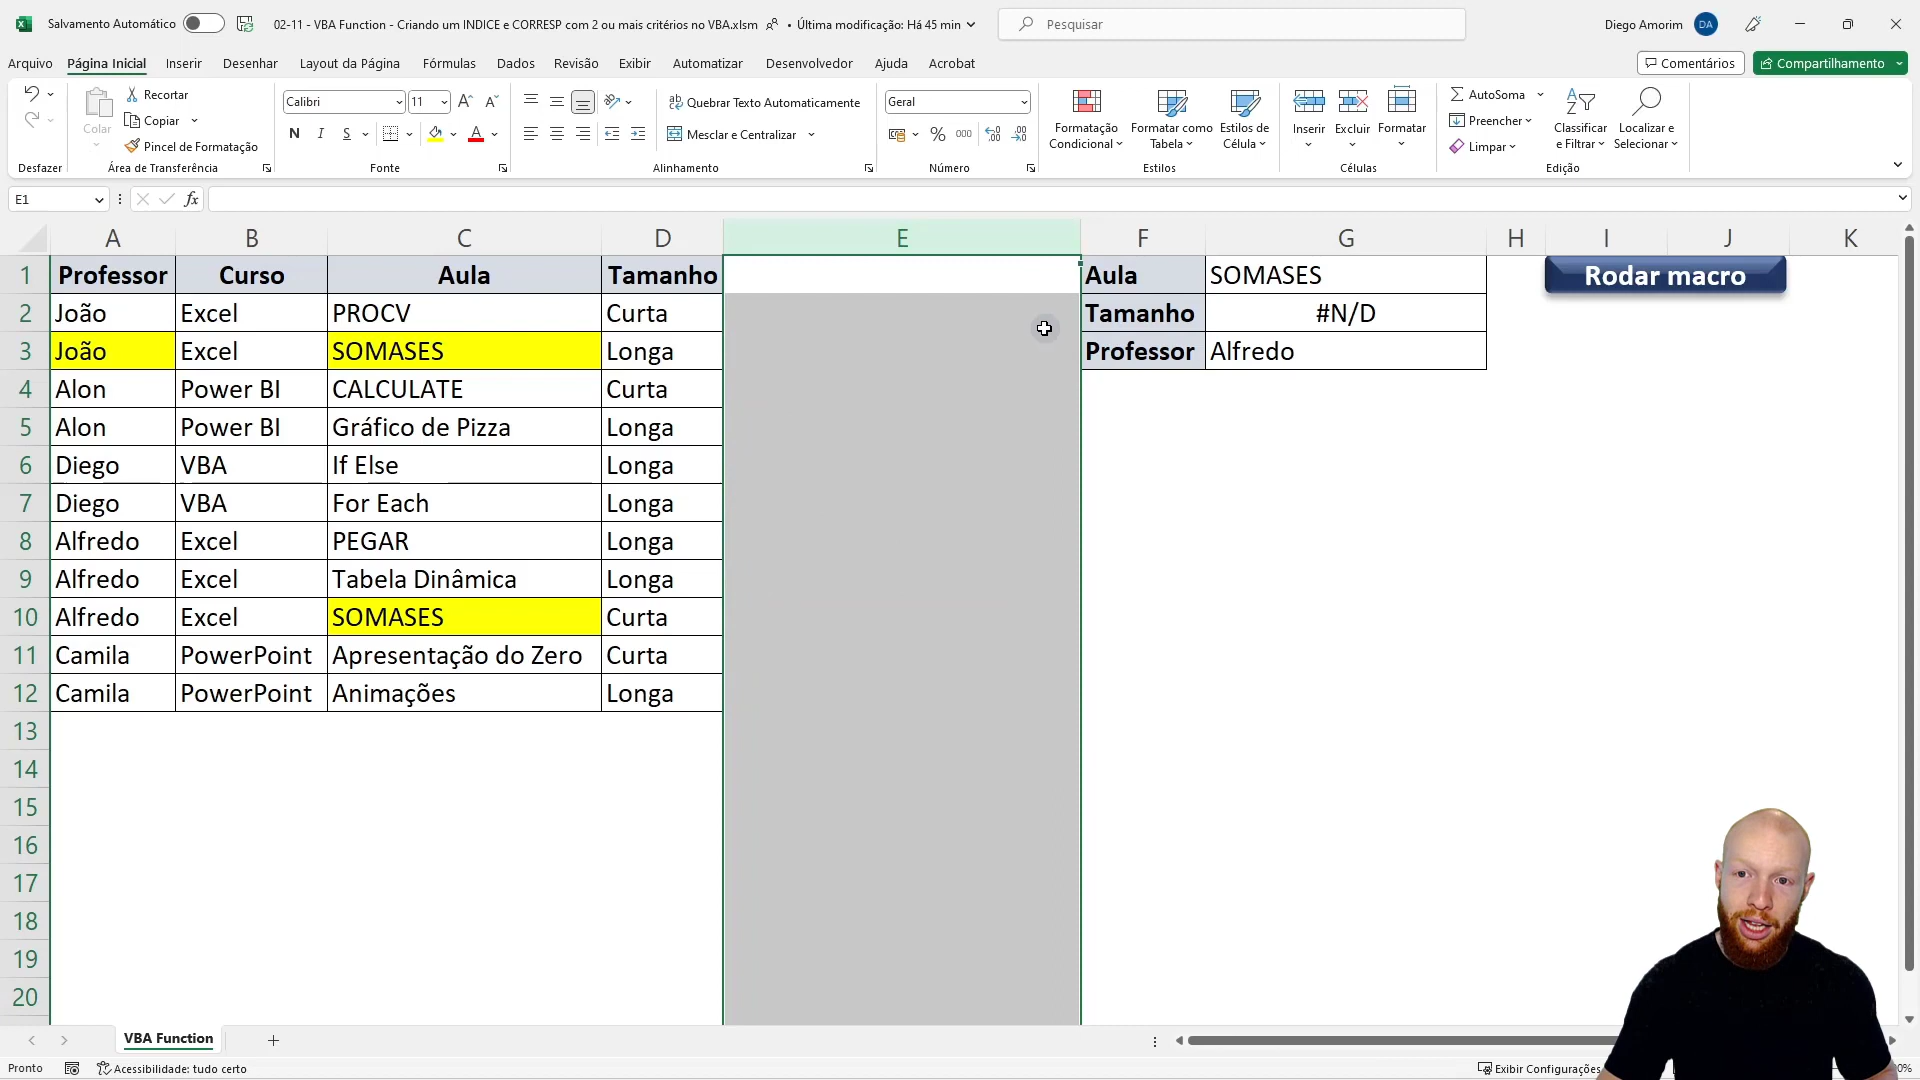 Salvamento Automático
02-11 - VBA Function - Criando um INDICE e CORRESP com 2 ou mais critérios no VBA.xlsm • Última modificação: Há 45 min
Pesquisar
Diego Amorim DA
Arquivo Página Inicial Inserir Desenhar Layout da Página Fórmulas Dados Revisão Exibir Automatizar Desenvolvedor Ajuda Acrobat
Comentários Compartilhamento
Colar
Recortar
Copiar
Pincel de Formatação
Calibri 11
N I S
Quebrar Texto Automaticamente
Mesclar e Centralizar
Geral
% 000
Formatação Condicional
Formatar como Tabela
Estilos de Célula
Inserir Excluir Formatar
AutoSoma
Preencher
Limpar
Classificar e Filtrar
Localizar e Selecionar
Desfazer Área de Transferência Fonte Alinhamento Número Estilos Células Edição
E1 fx
A B C D E F G H I J K
1 Professor Curso Aula Tamanho Aula SOMASES Rodar macro
2 João Excel PROCV Curta Tamanho #N/D
3 João Excel SOMASES Longa Professor Alfredo
4 Alon Power BI CALCULATE Curta
5 Alon Power BI Gráfico de Pizza Longa
6 Diego VBA If Else Longa
7 Diego VBA For Each Longa
8 Alfredo Excel PEGAR Longa
9 Alfredo Excel Tabela Dinâmica Longa
10 Alfredo Excel SOMASES Curta
11 Camila PowerPoint Apresentação do Zero Curta
12 Camila PowerPoint Animações Longa
13
14
15
16
17
18
19
20
VBA Function
Pronto Acessibilidade: tudo certo Exibir Configurações